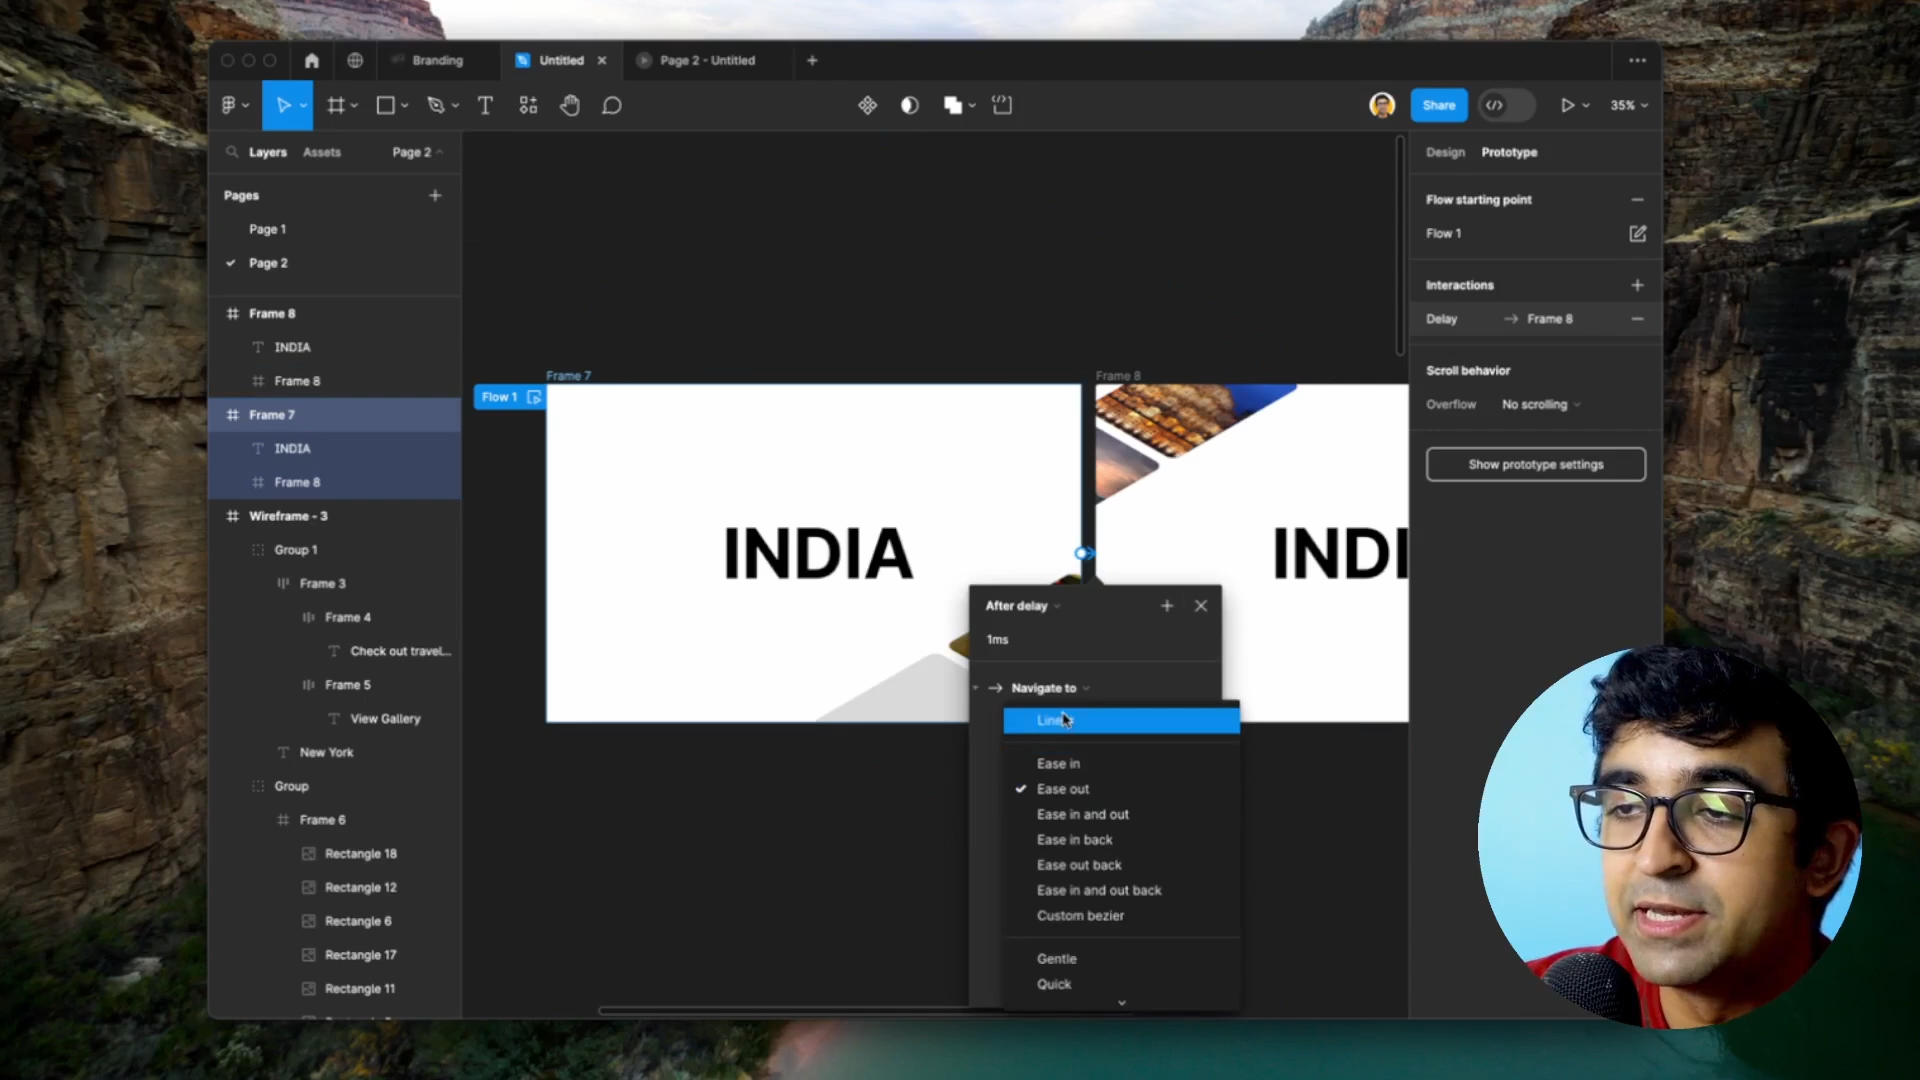 Branding
Untitled
Page 2 - Untitled
Share
35%
Layers
Assets
Page 2
Pages
Page 1
Page 2
Frame 8
INDIA
Frame 8
Frame 7
INDIA
Frame 8
Wireframe - 3
Group 1
Frame 3
Frame 4
Check out travel...
Frame 5
View Gallery
New York
Group
Frame 6
Rectangle 18
Rectangle 12
Rectangle 6
Rectangle 17
Rectangle 11
Flow 1
Frame 7
INDIA
Frame 8
INDI
After delay
1ms
Navigate to
Ease in
Ease out
Ease in and out
Ease in back
Ease out back
Ease in and out back
Custom bezier
Gentle
Quick
Design
Prototype
Flow starting point
Flow 1
Interactions
Delay
Frame 8
Scroll behavior
Overflow
No scrolling
Show prototype settings